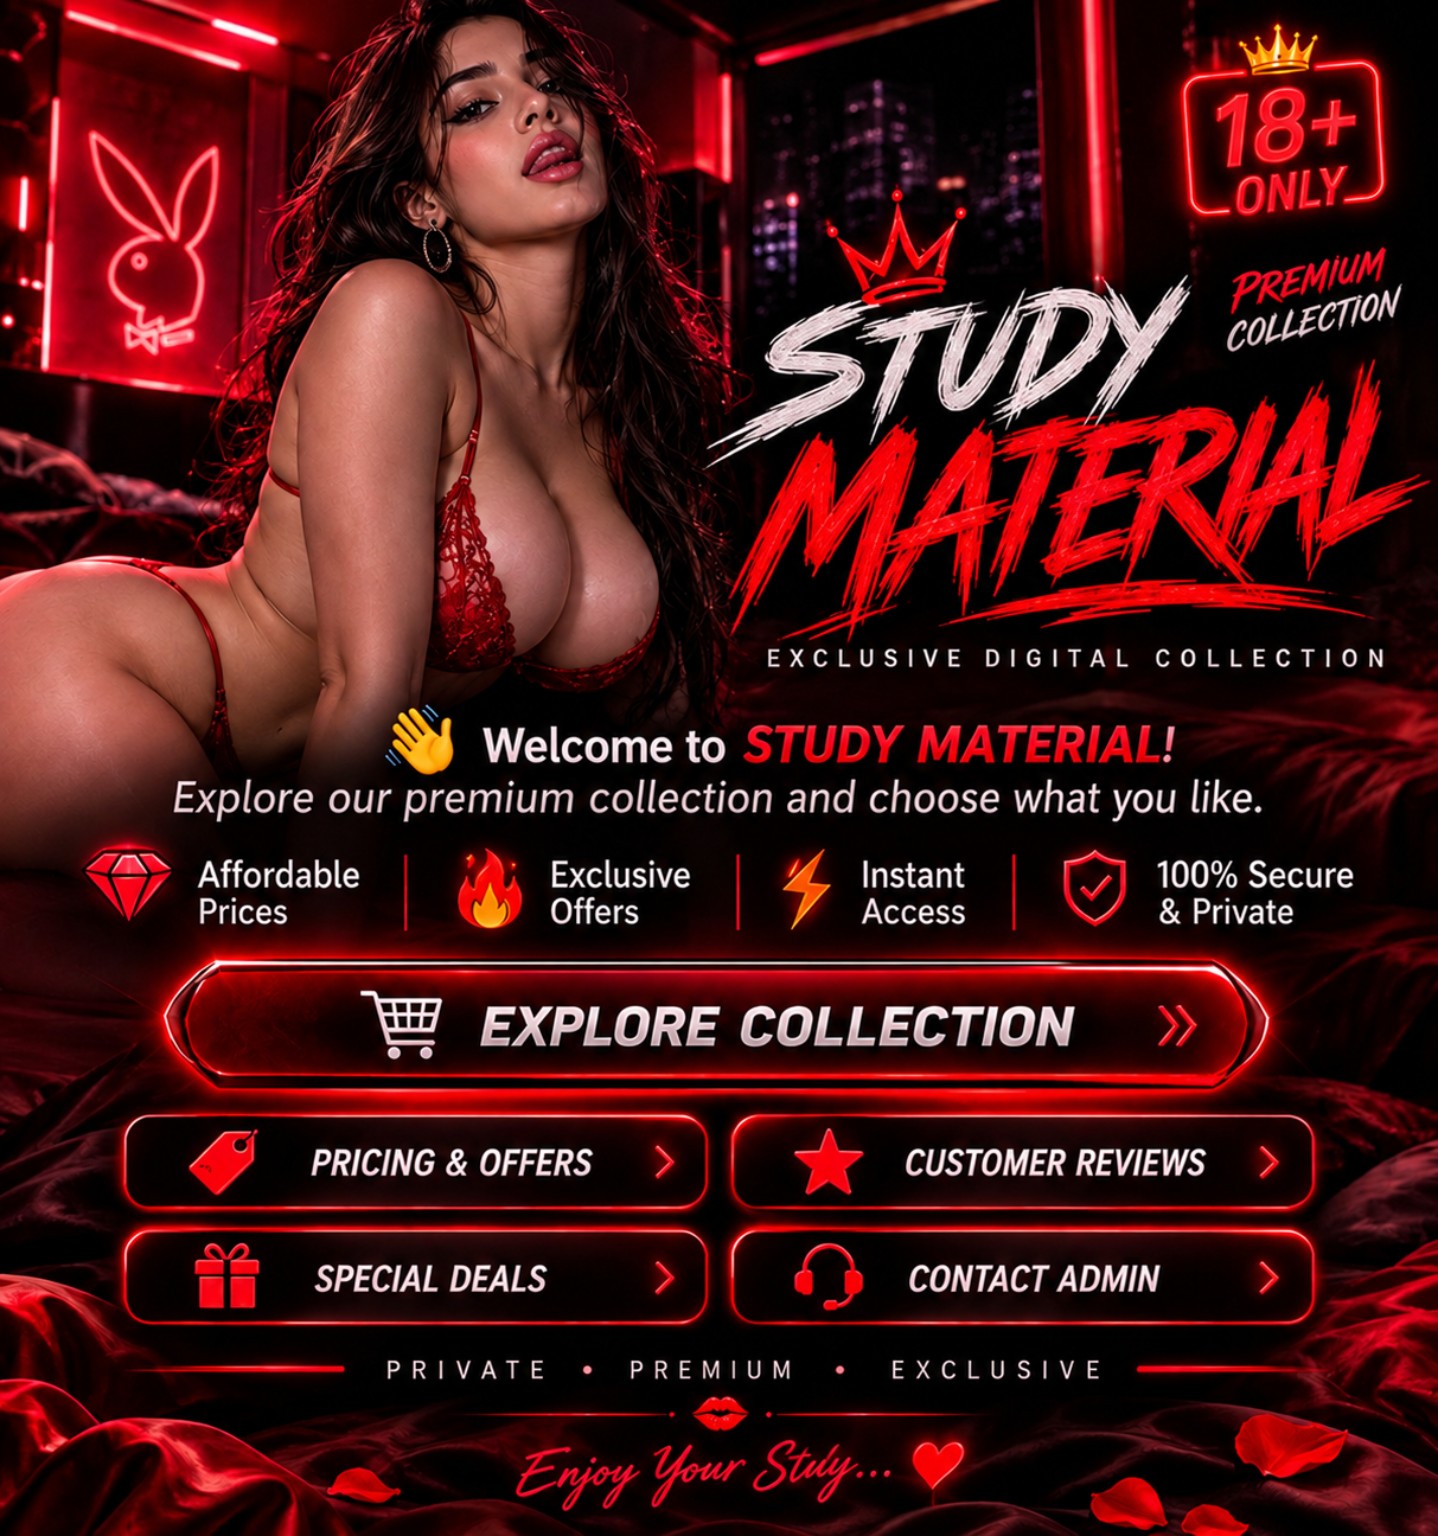 18+
ONLY
PREMIUM
COLLECTION
STUDY
MATERIAL
EXCLUSIVE DIGITAL COLLECTION
👋 Welcome to STUDY MATERIAL!
Explore our premium collection and choose what you like.
Affordable
Prices
Exclusive
Offers
Instant
Access
100% Secure
& Private
EXPLORE COLLECTION »
PRICING & OFFERS >
CUSTOMER REVIEWS >
SPECIAL DEALS >
CONTACT ADMIN >
PRIVATE • PREMIUM • EXCLUSIVE
Enjoy Your